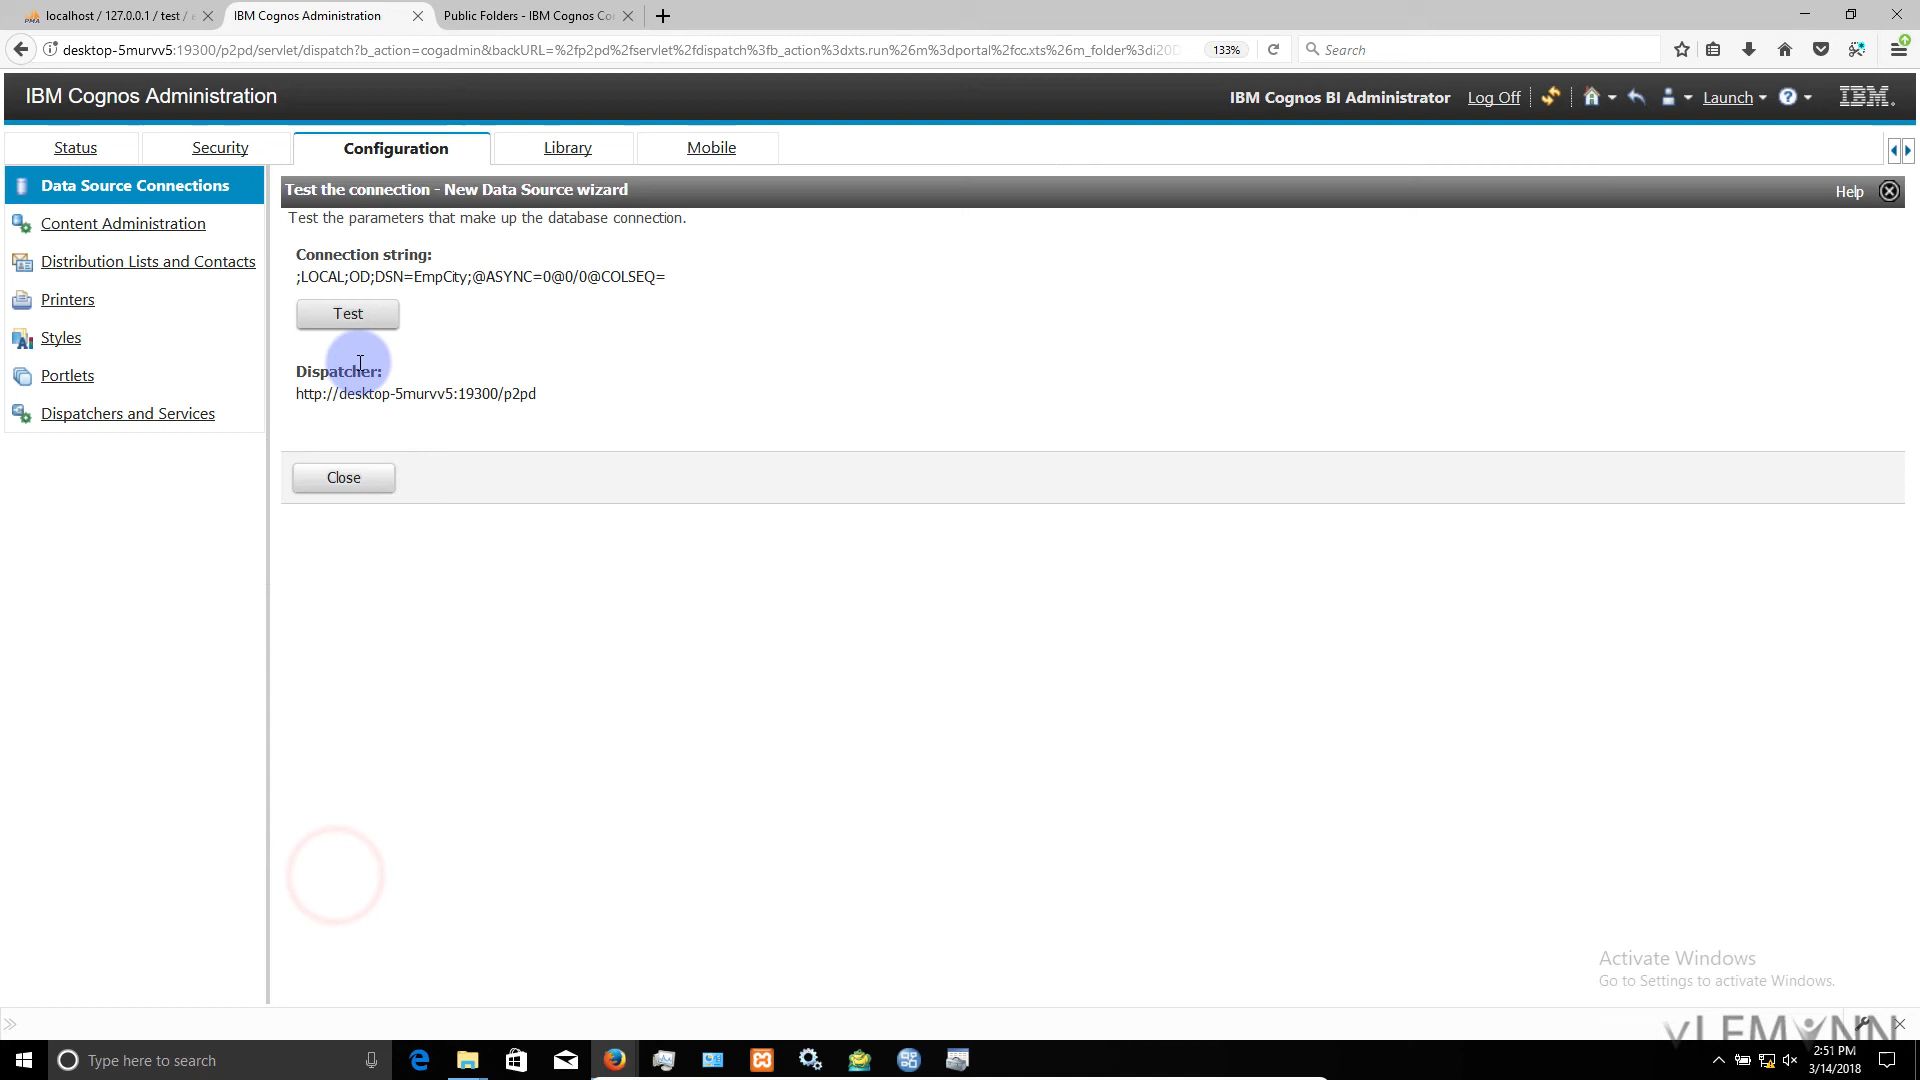 localhost / 127.0.0.1 / test /
IBM Cognos Administration
Public Folders - IBM Cognos Co
desktop-5murvv5:19300/p2pd/servlet/dispatch?b_action=cogadmin&backURL=%2fp2pd%2fservlet%2fdispatch%3fb_action%3dxts.run%26m%3dportal%2fcc.xts%26m_folder%3di20D
133%
Search
IBM Cognos Administration
IBM Cognos BI Administrator
Log Off
Launch
IBM
Status
Security
Configuration
Library
Mobile
Data Source Connections
Content Administration
Distribution Lists and Contacts
Printers
Styles
Portlets
Dispatchers and Services
Test the connection - New Data Source wizard
Help
Test the parameters that make up the database connection.
Connection string:
;LOCAL;OD;DSN=EmpCity;@ASYNC=0@0/0@COLSEQ=
Test
Dispatcher:
http://desktop-5murvv5:19300/p2pd
Close
Activate Windows
Go to Settings to activate Windows.
Type here to search
2:51 PM
3/14/2018